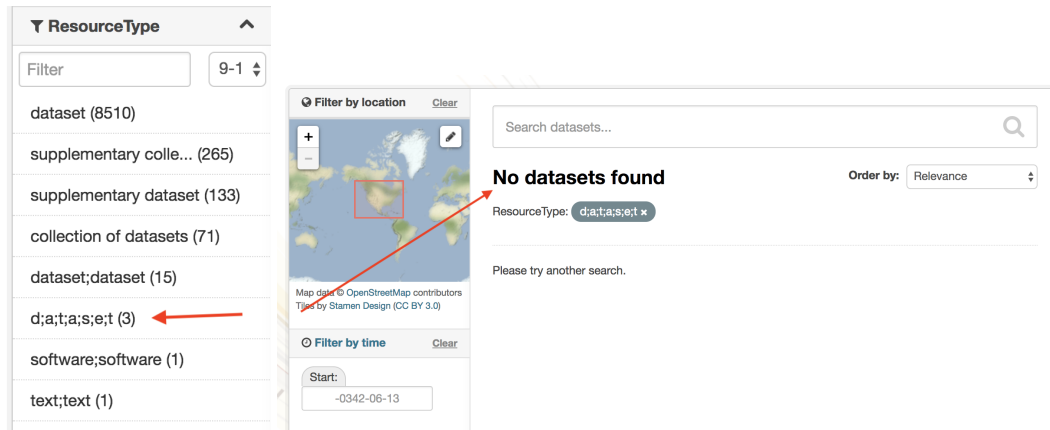 ResourceType
Filter
9-1
dataset (8510)
supplementary colle... (265)
supplementary dataset (133)
collection of datasets (71)
dataset;dataset (15)
d;a;t;a;s;e;t (3)
software;software (1)
text;text (1)
Filter by location Clear
+
−
Map data © OpenStreetMap contributors
Tiles by Stamen Design (CC BY 3.0)
Filter by time Clear
Start:
-0342-06-13
Search datasets...
No datasets found
Order by: Relevance
ResourceType: d;a;t;a;s;e;t ×
Please try another search.